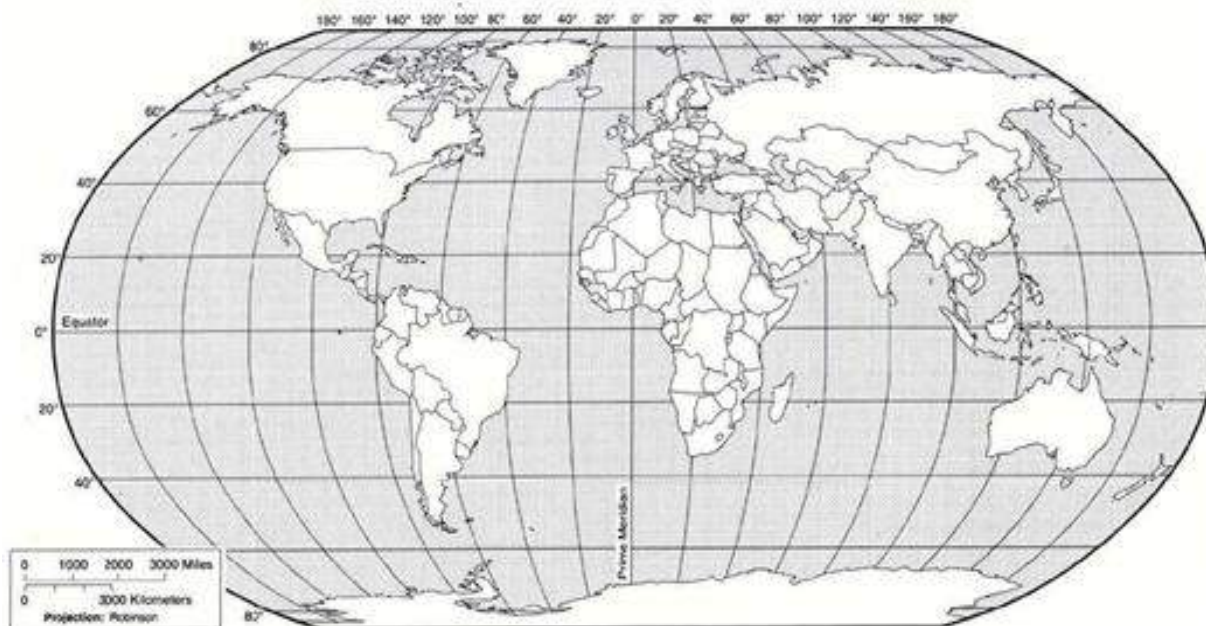 180° 160° 140° 120° 100° 80° 60° 40° 20° 0° 20° 40° 60° 80° 100° 120° 140° 160° 180°
80°
60°
40°
20°
Equator
0°
20°
40°
Prime Meridian
0 1000 2000 3000 Miles
0 3000 Kilometers
Projection: Robinson
80°